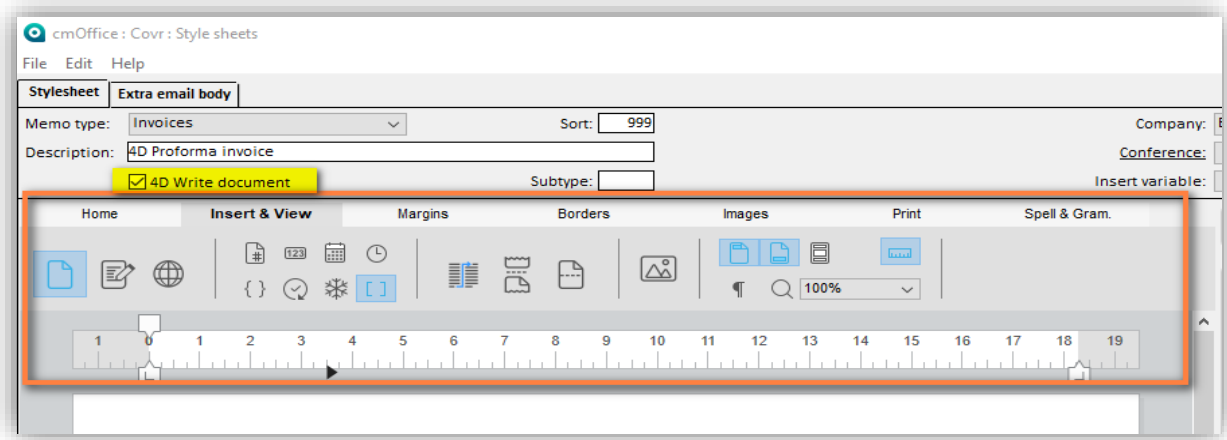 cmOffice : Covr : Style sheets
File Edit Help
Stylesheet Extra email body
Memo type: Invoices Sort: 999 Company:
Description: 4D Proforma invoice Conference:
4D Write document Subtype: Insert variable:
Home Insert & View Margins Borders Images Print Spell & Gram.
# 123
{ } [ ] ¶ 100%
1 0 1 2 3 4 5 6 7 8 9 10 11 12 13 14 15 16 17 18 19